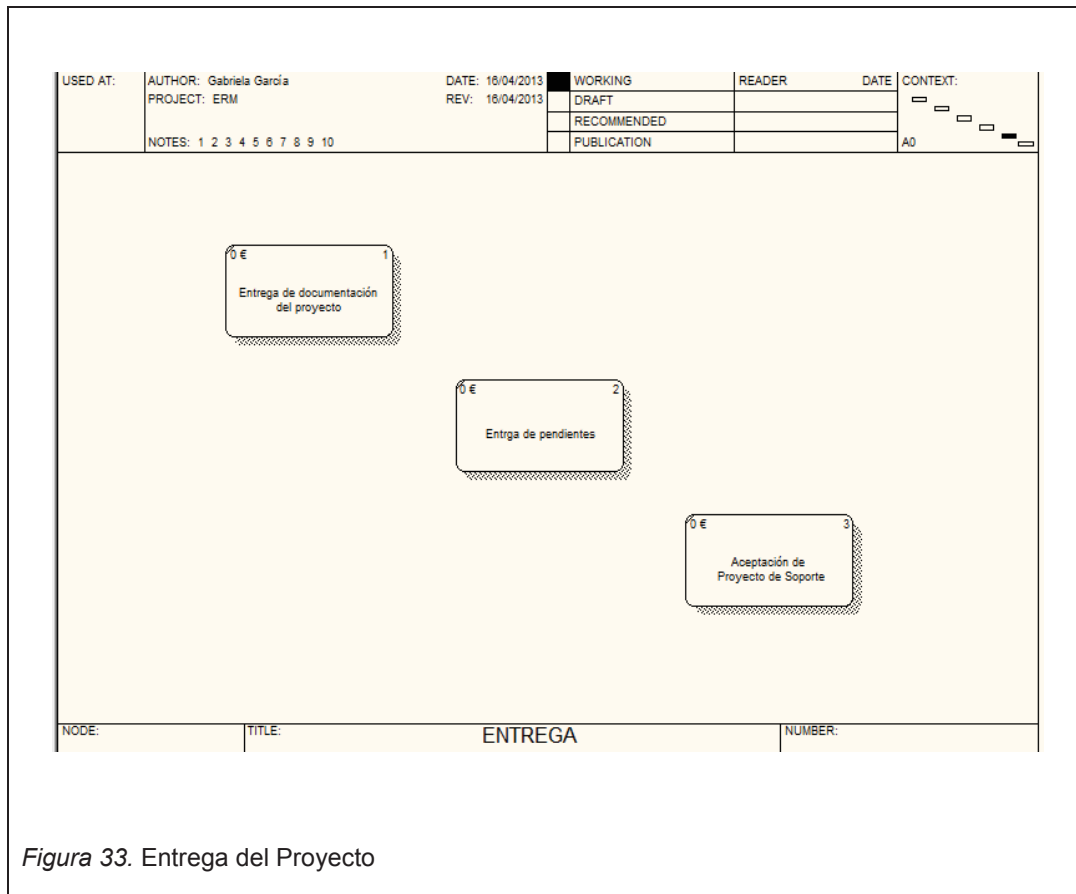 USED AT:
AUTHOR: Gabriela García
DATE: 16/04/2013
WORKING
READER
DATE
CONTEXT:
PROJECT: ERM
REV: 16/04/2013
DRAFT
RECOMMENDED
NOTES: 1 2 3 4 5 6 7 8 9 10
PUBLICATION
A0
0 €
1
Entrega de documentación
del proyecto
0 €
2
Entrga de pendientes
0 €
3
Aceptación de
Proyecto de Soporte
NODE:
TITLE:
ENTREGA
NUMBER:
Figura 33. Entrega del Proyecto